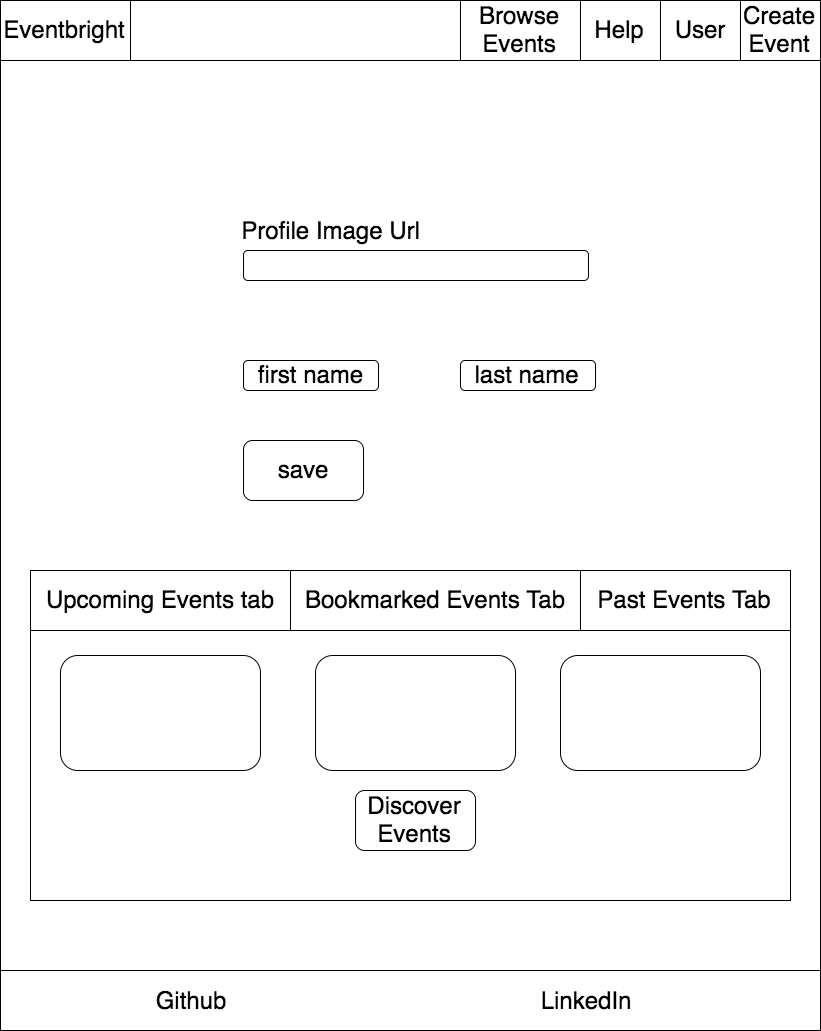 Eventbright
Browse
Events
Help
User
Create
Event
Profile Image Url
first name
last name
save
Upcoming Events tab
Bookmarked Events Tab
Past Events Tab
Discover
Events
Github
LinkedIn